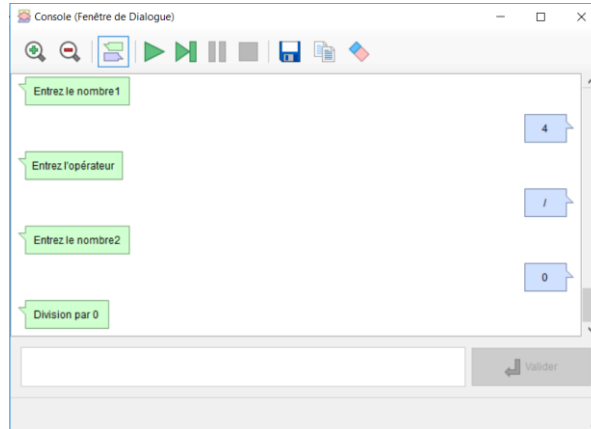 Console (Fenêtre de Dialogue)
Entrez le nombre1
4
Entrez l'opérateur
/
Entrez le nombre2
0
Division par 0
Valider